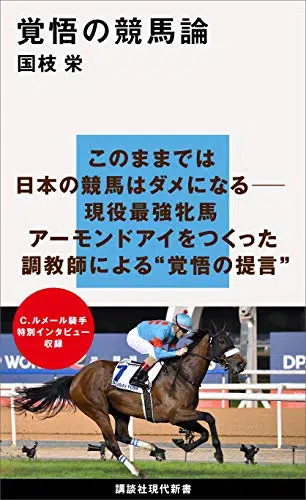 覚悟の競馬論
国枝 栄
このままでは
日本の競馬はダメになる――
現役最強牝馬
アーモンドアイをつくった
調教師による“覚悟の提言”
C.ルメール騎手
特別インタビュー
収録
講談社現代新書